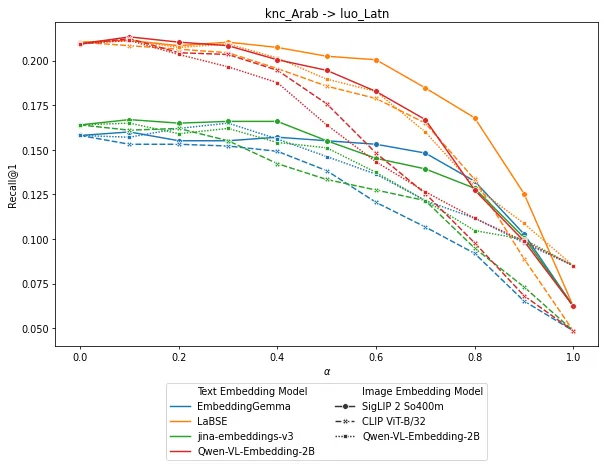 knc_Arab -> luo_Latn
Recall@1
0.200
0.175
0.150
0.125
0.100
0.075
0.050
0.0 0.2 0.4 0.6 0.8 1.0
α
Text Embedding Model Image Embedding Model
EmbeddingGemma SigLIP 2 So400m
LaBSE CLIP ViT-B/32
jina-embeddings-v3 Qwen-VL-Embedding-2B
Qwen-VL-Embedding-2B